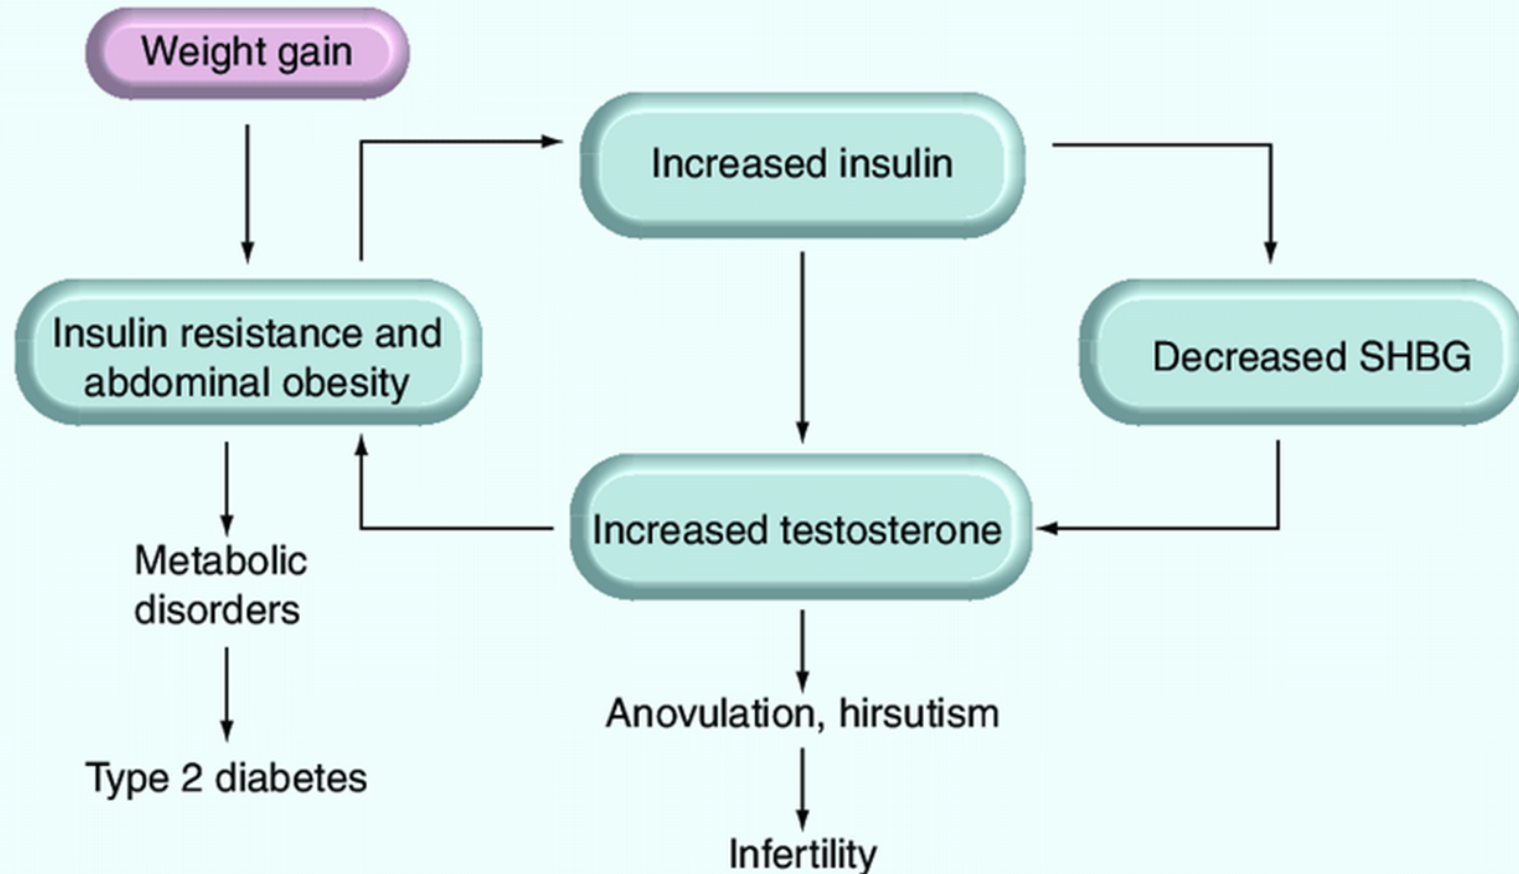 Weight gain
Increased insulin
Insulin resistance and
abdominal obesity
Decreased SHBG
Increased testosterone
Metabolic
disorders
Anovulation, hirsutism
Type 2 diabetes
Infertility